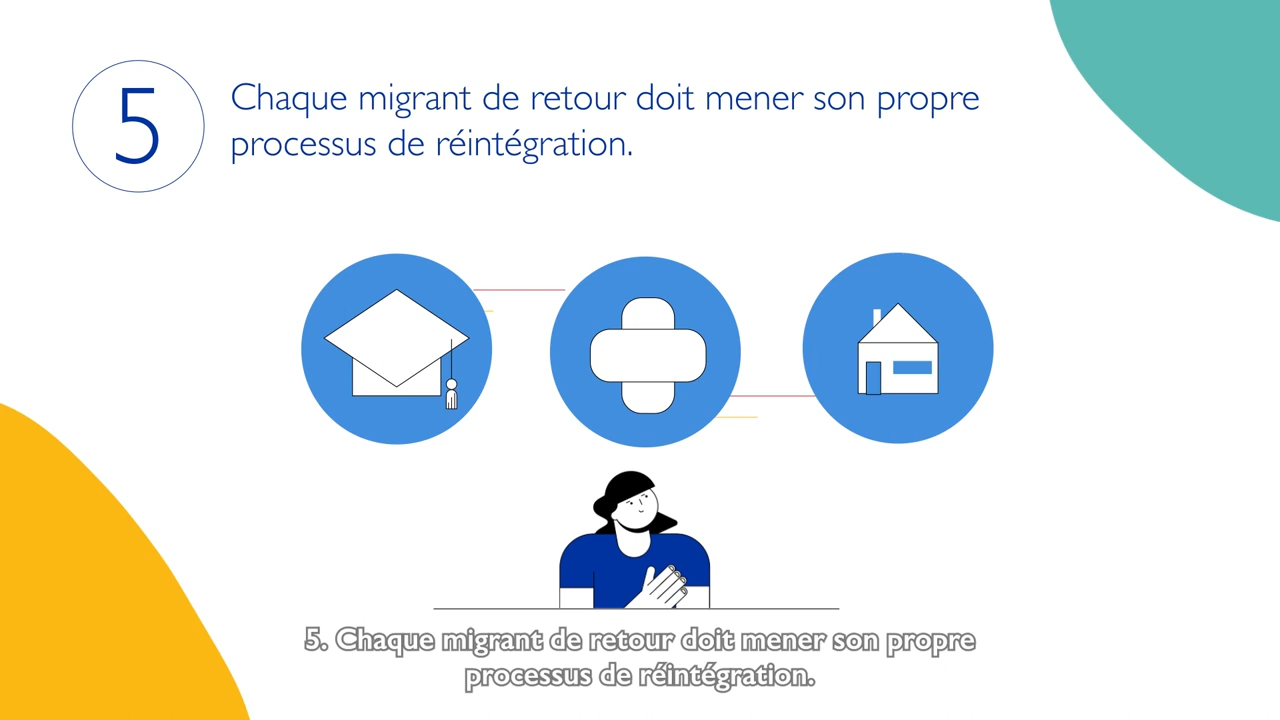 5
Chaque migrant de retour doit mener son propre
processus de réintégration.
5. Chaque migrant de retour doit mener son propre
processus de réintégration.